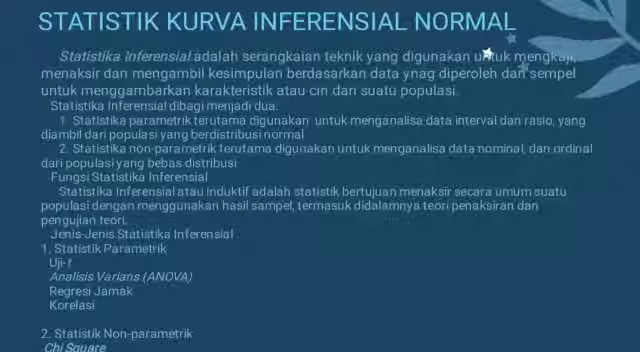 STATISTIK KURVA INFERENSIAL NORMAL
Statistika Inferensial adalah serangkaian teknik yang digunakan untuk mengkaji,
menaksir dan mengambil kesimpulan berdasarkan data ynag diperoleh dari sempel
untuk menggambarkan karakteristik atau ciri dari suatu populasi.
Statistika Inferensial dibagi menjadi dua:
1. Statistika parametrik terutama digunakan untuk menganalisa data interval dan rasio, yang
diambil dari populasi yang berdistribusi normal
2. Statistika non-parametrik terutama digunakan untuk menganalisa data nominal, dan ordinal
dari populasi yang bebas distribusi
Fungsi Statistika Inferensial
Statistika Inferensial atau induktif adalah statistik bertujuan menaksir secara umum suatu
populasi dengan menggunakan hasil sampel, termasuk didalamnya teori penaksiran dan
pengujian teori.
Jenis-Jenis Statistika Inferensial
1. Statistik Parametrik
Uji-t
Analisis Varians (ANOVA)
Regresi Jamak
Korelasi
2. Statistik Non-parametrik
Chi Square